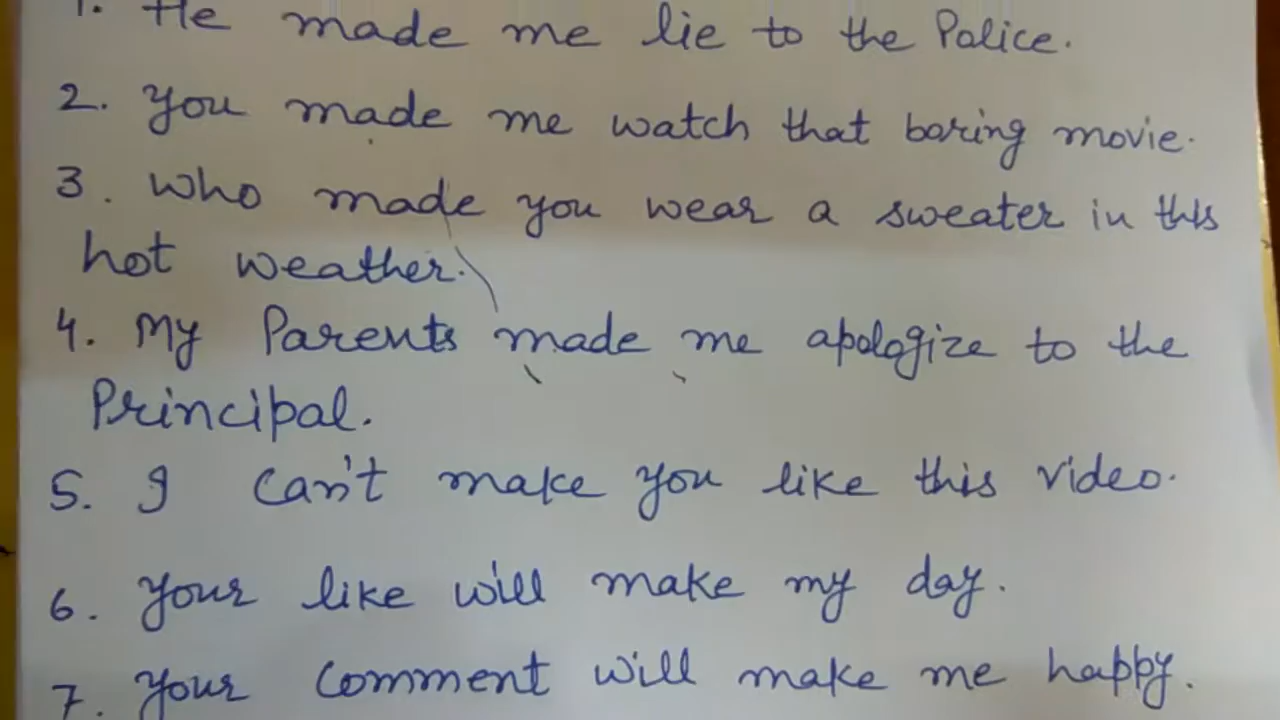 1. He made me lie to the Police.
2. You made me watch that boring movie.
3. Who made you wear a sweater in this
hot weather.
4. My Parents made me apologize to the
Principal.
5. I can't make you like this video.
6. Your like will make my day.
7. Your comment will make me happy.